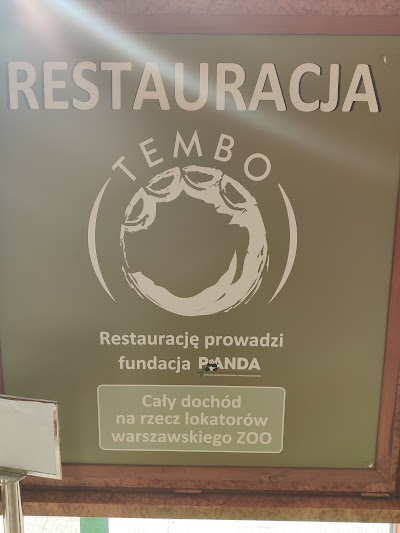 RESTAURACJA
TEMBO
Restaurację prowadzi
fundacja PANDA
Cały dochód
na rzecz lokatorów
warszawskiego ZOO